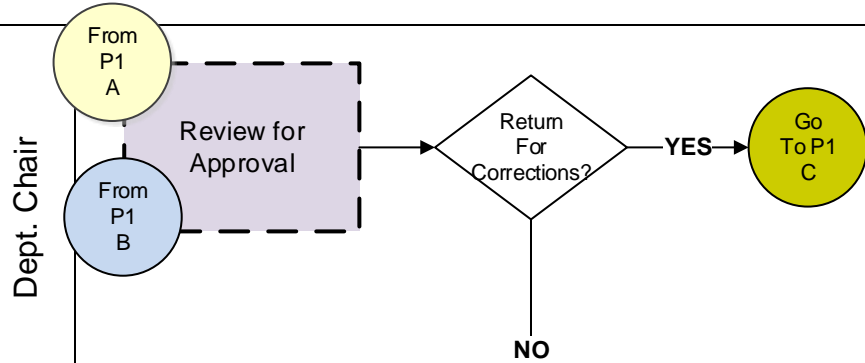 Dept. Chair
From
P1
A
From
P1
B
Review for
Approval
Return
For
Corrections?
YES
Go
To P1
C
NO